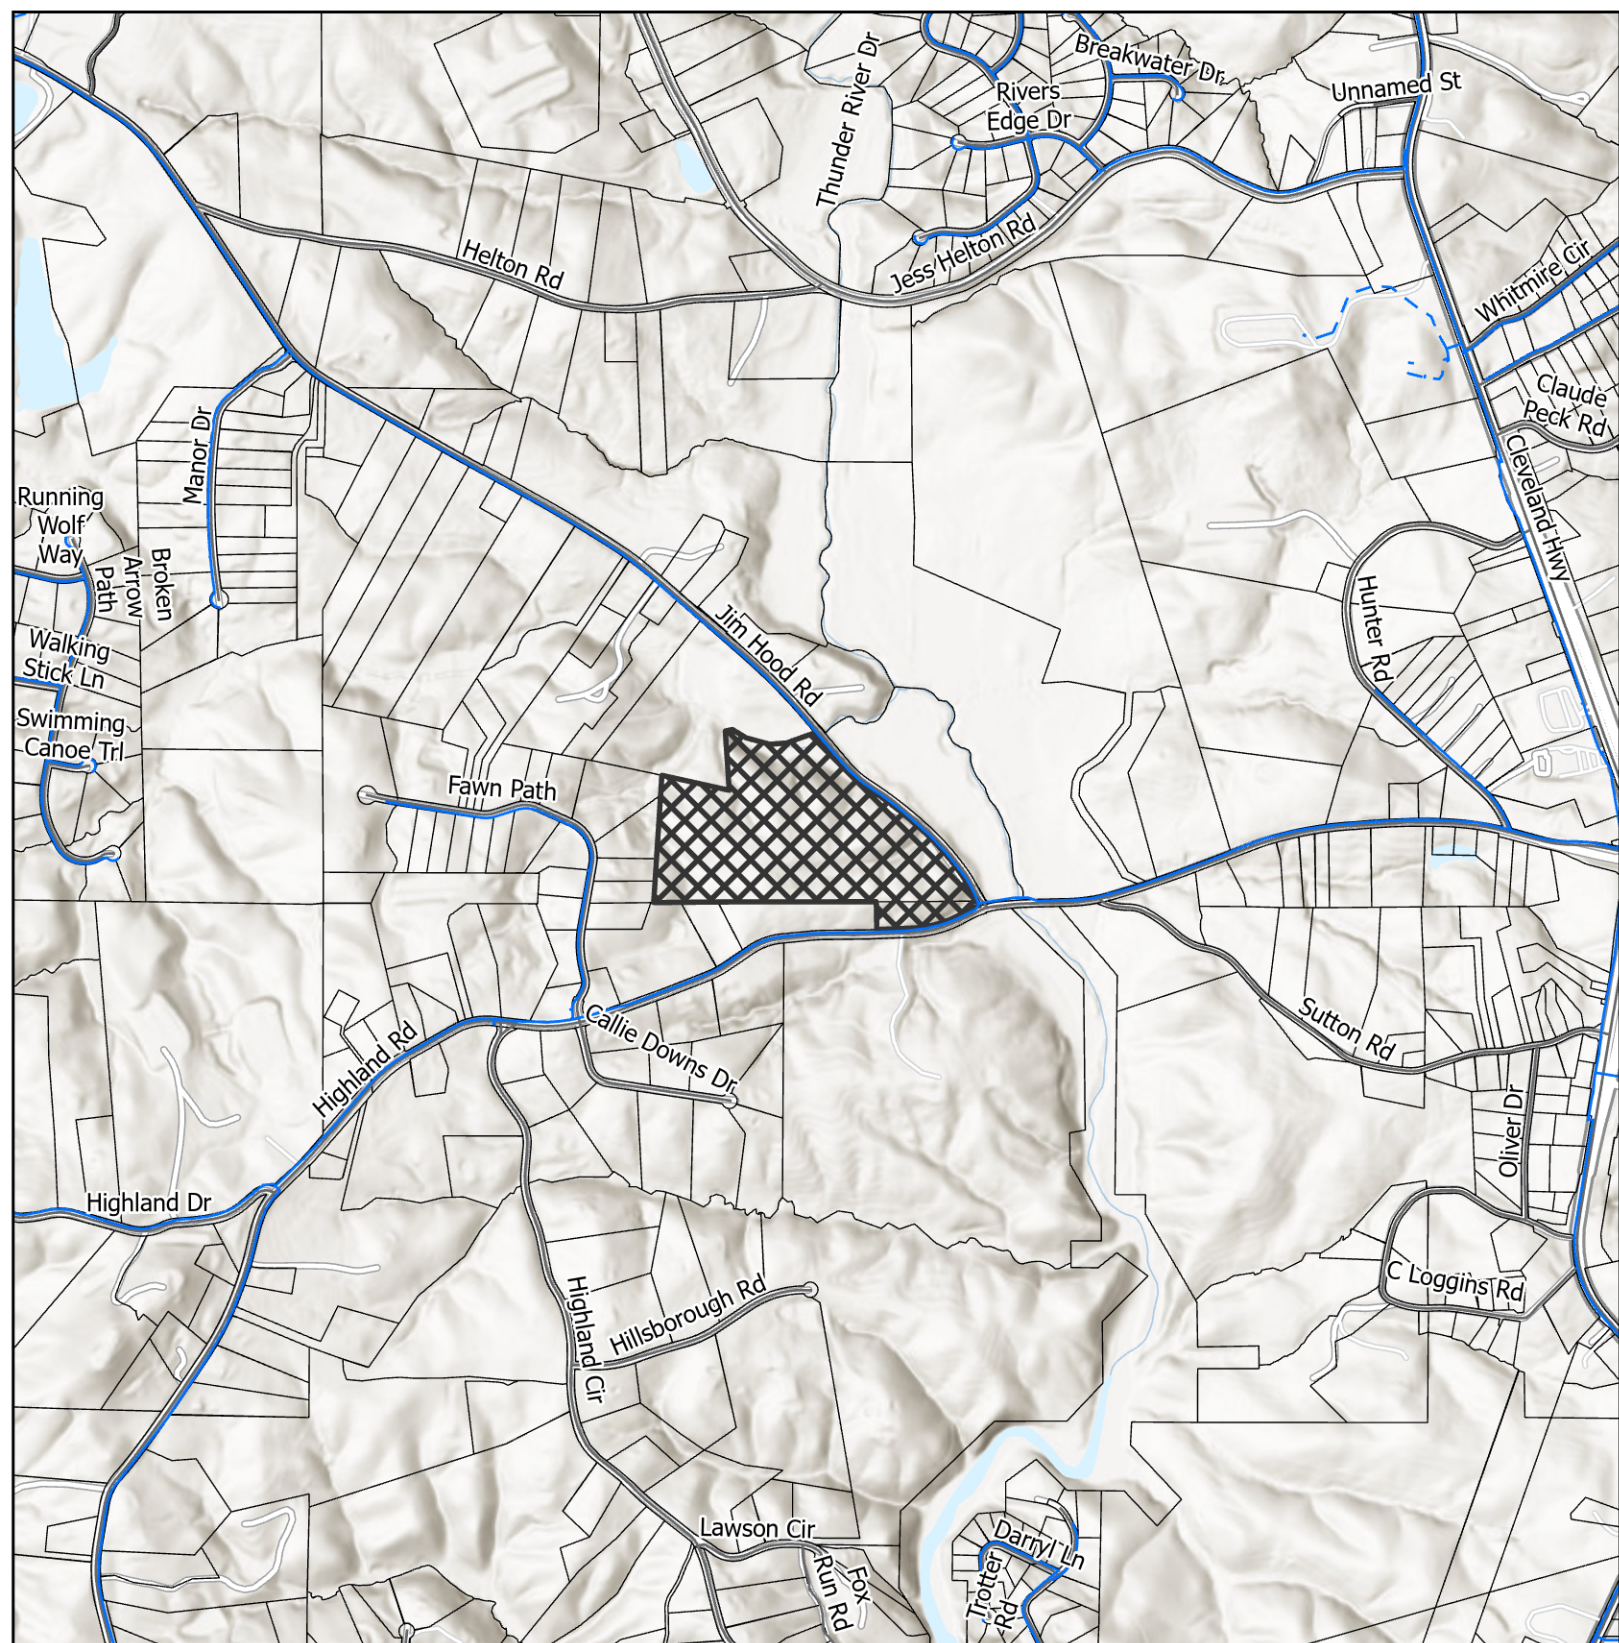 Breakwater Dr
Thunder River Dr
Rivers
Edge Dr
Unnamed St
Helton Rd
Jess Helton Rd
Whitmire Cir
Claude
Peck Rd
Manor Dr
Cleveland Hwy
Running
Wolf
Way
Broken
Arrow
Path
Hunter Rd
Jim Hood Rd
Walking
Stick Ln
Swimming
Canoe Trl
Fawn Path
Callie Downs Dr
Sutton Rd
Highland Rd
Oliver Dr
Highland Dr
C Loggins Rd
Highland Cir
Hillsborough Rd
Lawson Cir
Darryl Ln
Fox
Run Rd
Trotter
Rd